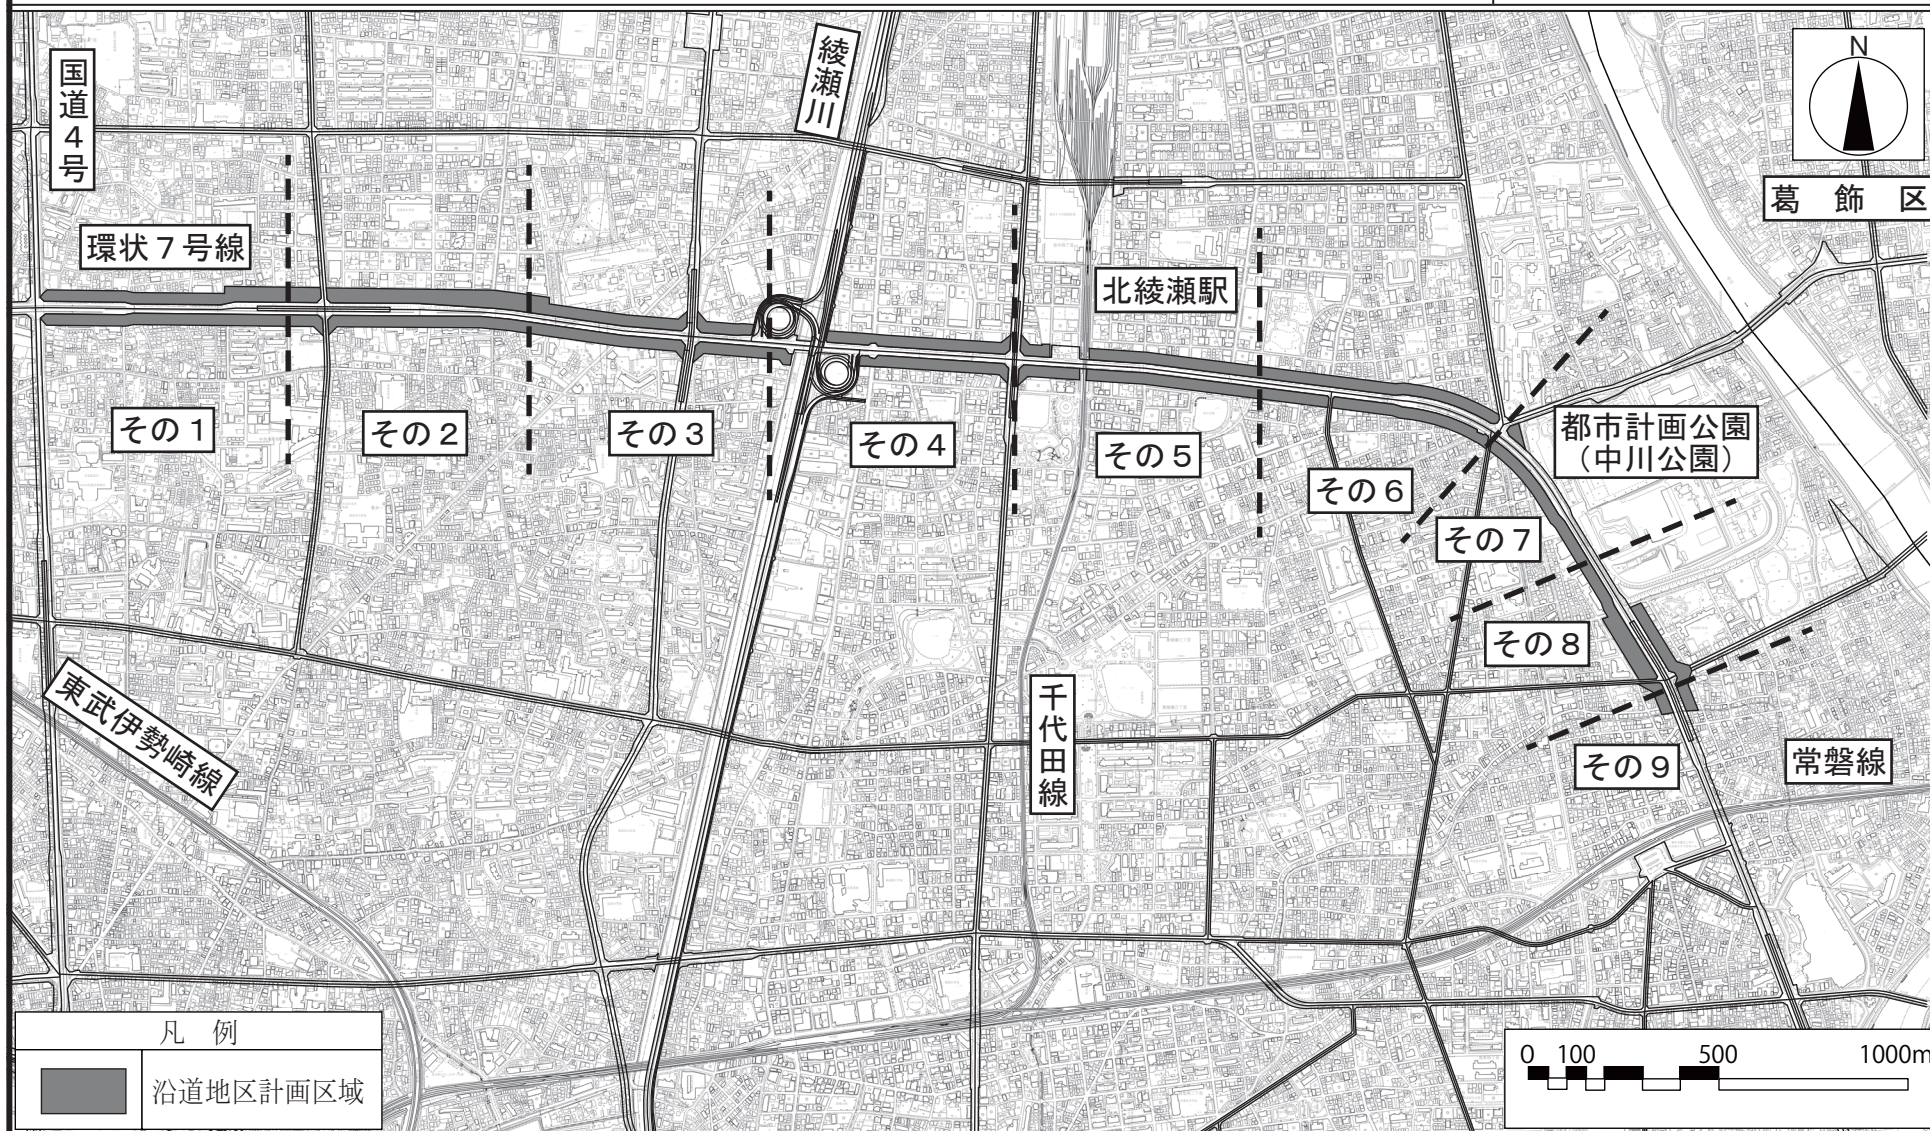 国道4号
綾瀬川
N
葛飾区
環状7号線
北綾瀬駅
その1
その2
その3
その4
その5
都市計画公園
(中川公園)
その6
その7
その8
その9
東武伊勢崎線
千代田線
常磐線
凡例
沿道地区計画区域
0 100 500 1000m